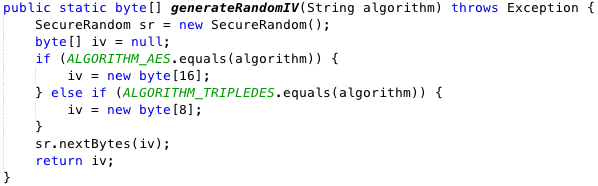 public static byte[] generateRandomIV(String algorithm) throws Exception {
    SecureRandom sr = new SecureRandom();
    byte[] iv = null;
    if (ALGORITHM_AES.equals(algorithm)) {
        iv = new byte[16];
    } else if (ALGORITHM_TRIPLEDES.equals(algorithm)) {
        iv = new byte[8];
    }
    sr.nextBytes(iv);
    return iv;
}